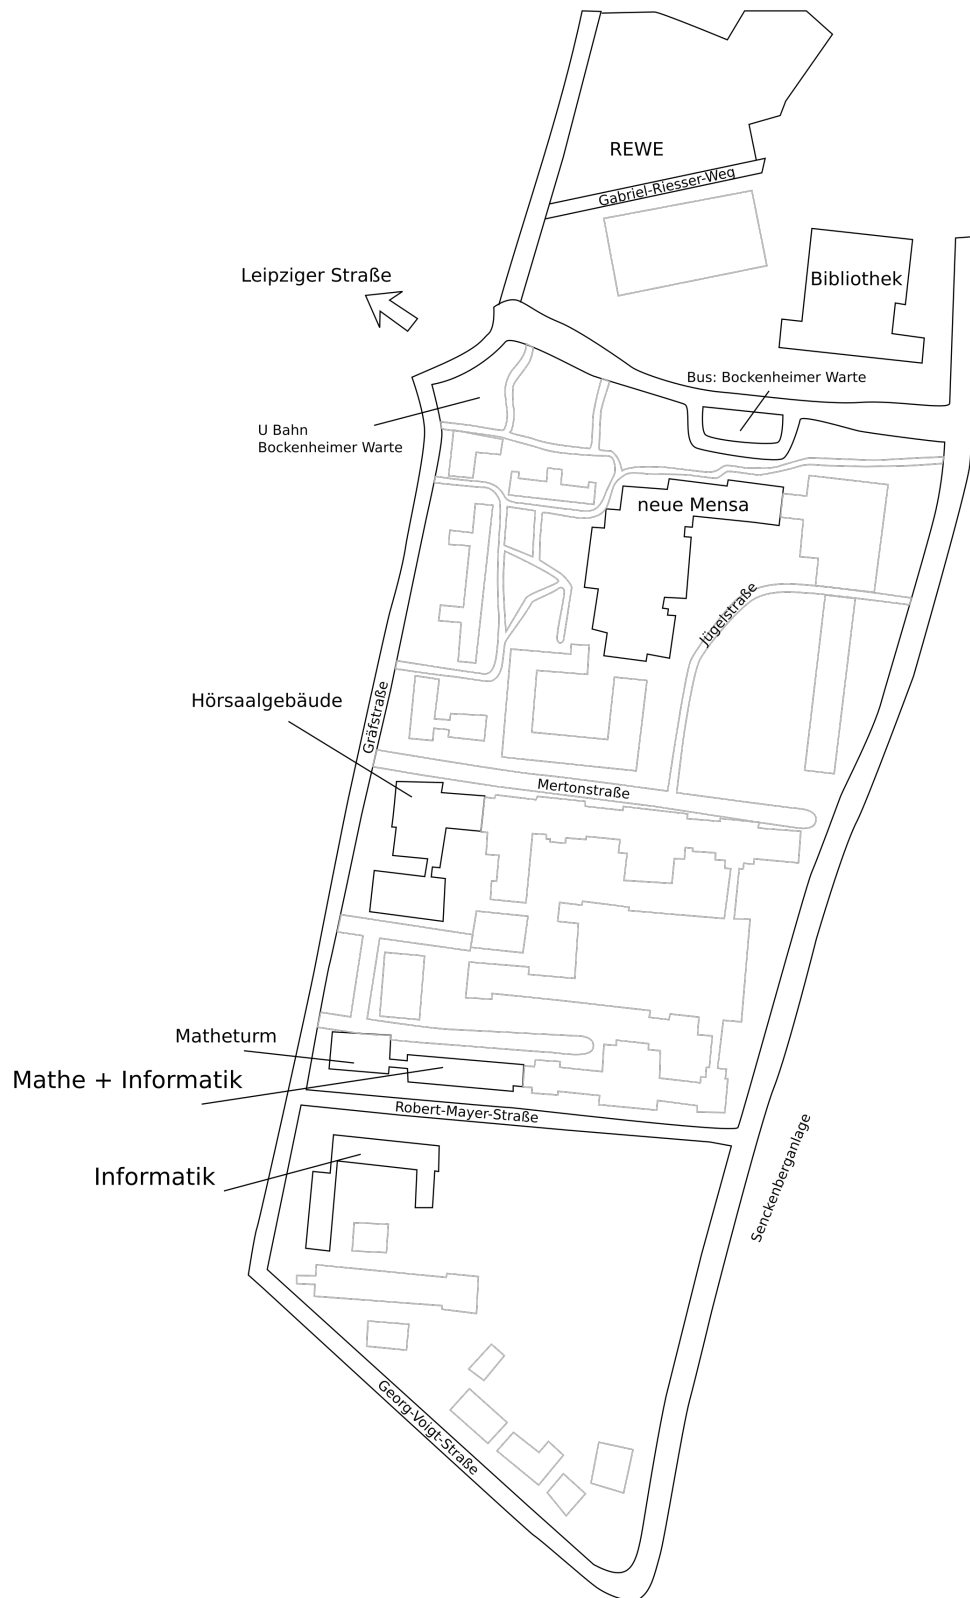 REWE
Gabriel-Riesser-Weg
Leipziger Straße
Bibliothek
Bus: Bockenheimer Warte
U Bahn
Bockenheimer Warte
neue Mensa
Jügelstraße
Hörsaalgebäude
Gräfstraße
Mertonstraße
Matheturm
Mathe + Informatik
Robert-Mayer-Straße
Informatik
Senckenberganlage
Georg-Voigt-Straße